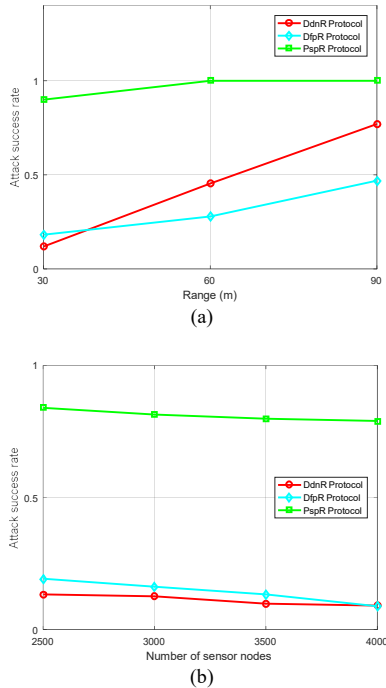 DdnR Protocol
DfpR Protocol
PspR Protocol
1
0.5
0
Attack success rate
30
60
90
Range (m)
(a)
1
0.5
0
Attack success rate
DdnR Protocol
DfpR Protocol
PspR Protocol
2500
3000
3500
4000
Number of sensor nodes
(b)